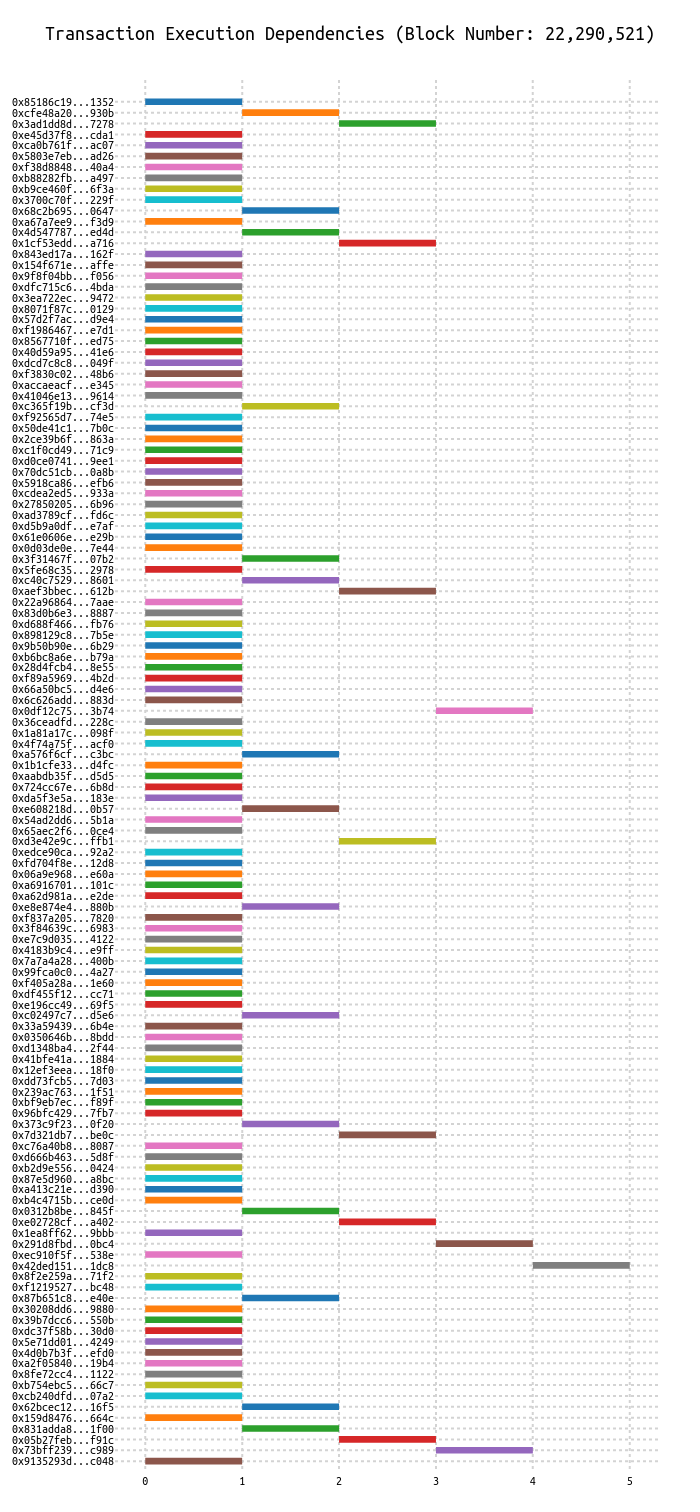 Transaction Execution Dependencies (Block Number: 22,290,521)
0x85186c19...1352
0xcfe48a20...930b
0x3ad1dd8d...7278
0xe45d37f8...cda1
0xca0b761f...ac07
0x5803e7eb...ad26
0xf38d8848...40a4
0xb88282fb...a497
0xb9ce460f...6f3a
0x3700c70f...229f
0x68c2b695...0647
0xa67a7ee9...f3d9
0x4d547787...ed4d
0x1cf53edd...a716
0x843ed17a...162f
0x154f671e...affe
0x9f8f04bb...f056
0xdfc715c6...4bda
0x3ea722ec...9472
0x8071f87c...0129
0x57d2f7ac...d9e4
0xf1986467...e7d1
0x8567710f...ed75
0x40d59a95...41e6
0xdcd7c8c8...049f
0xf3830c02...48b6
0xaccaeacf...e345
0x41046e13...9614
0xc365f19b...cf3d
0xf92565d7...74e5
0x50de41c1...7b0c
0x2ce39b6f...863a
0xc1f0cd49...71c9
0xd0ce0741...9ee1
0x70dc51cb...0a8b
0x5918ca86...efb6
0xcdea2ed5...933a
0x27850205...6b96
0xad3789cf...fd6c
0xd5b9a0df...e7af
0x61e0606e...e29b
0x0d03de0e...7e44
0x3f31467f...07b2
0x5fe68c35...2978
0xc40c7529...8601
0xaef3bbec...612b
0x22a96864...7aae
0x83d0b6e3...8887
0xd688f466...fb76
0x898129c8...7b5e
0x9b50b90e...6b29
0xb6bc8a6e...b79a
0x28d4fcb4...8e55
0xf89a5969...4b2d
0x66a50bc5...d4e6
0x6c626add...883d
0x0df12c75...3b74
0x36ceadfd...228c
0x1a81a17c...098f
0x4f74a75f...acf0
0xa576f6cf...c3bc
0x1b1cfe33...d4fc
0xaabdb35f...d5d5
0x724cc67e...6b8d
0xda5f3e5a...183e
0xe608218d...0b57
0x54ad2dd6...5b1a
0x65aec2f6...0ce4
0xd3e42e9c...ffb1
0xedce90ca...92a2
0xfd704f8e...12d8
0x06a9e968...e60a
0xa6916701...101c
0xa62d981a...e2de
0xe8e874e4...880b
0xf837a205...7820
0x3f84639c...6983
0xe7c9d035...4122
0x4183b9c4...e9ff
0x7a7a4a28...400b
0x99fca0c0...4a27
0xf405a28a...1e60
0xdf455f12...cc71
0xe196cc49...69f5
0xc02497c7...d5e6
0x33a59439...6b4e
0x0350646b...8bdd
0xd1348ba4...2f44
0x41bfe41a...1884
0x12ef3eea...18f0
0xdd73fcb5...7d03
0x239ac763...1f51
0xbf9eb7ec...f89f
0x96bfc429...7fb7
0x373c9f23...0f20
0x7d321db7...be0c
0xc76a40b8...8087
0xd666b463...5d8f
0xb2d9e556...0424
0x87e5d960...a8bc
0xa413c21e...d390
0xb4c4715b...ce0d
0x0312b8be...845f
0xe02728cf...a402
0x1ea8ff62...9bbb
0x291d8fbd...0bc4
0xec910f5f...538e
0x42ded151...1dc8
0x8f2e259a...71f2
0xf1219527...bc48
0x87b651c8...e40e
0x30208dd6...9880
0x39b7dcc6...550b
0xdc37f58b...30d0
0x5e71dd01...4249
0x4d0b7b3f...efd0
0xa2f05840...19b4
0x8fe72cc4...1122
0xb754ebc5...66c7
0xcb240dfd...07a2
0x62bcec12...16f5
0x159d8476...664c
0x831adda8...1f00
0x05b27feb...f91c
0x73bff239...c989
0x9135293d...c048
0 1 2 3 4 5